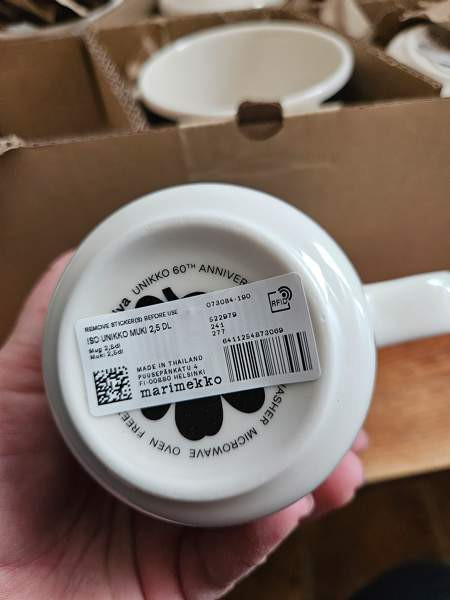 wa UNIKKO 60TH ANNIVER
REMOVE STICKER(S) BEFORE USE
073084-190
ISO UNIKKO MUKI 2,5 DL
522979
Mug 2,5dl
241
Muki 2,5dl
277
RFID
6411254873069
MADE IN THAILAND
PUUSEPÄNKATU 4
FI-00880 HELSINKI
marimekko
ASHER MICROWAVE OVEN FREE